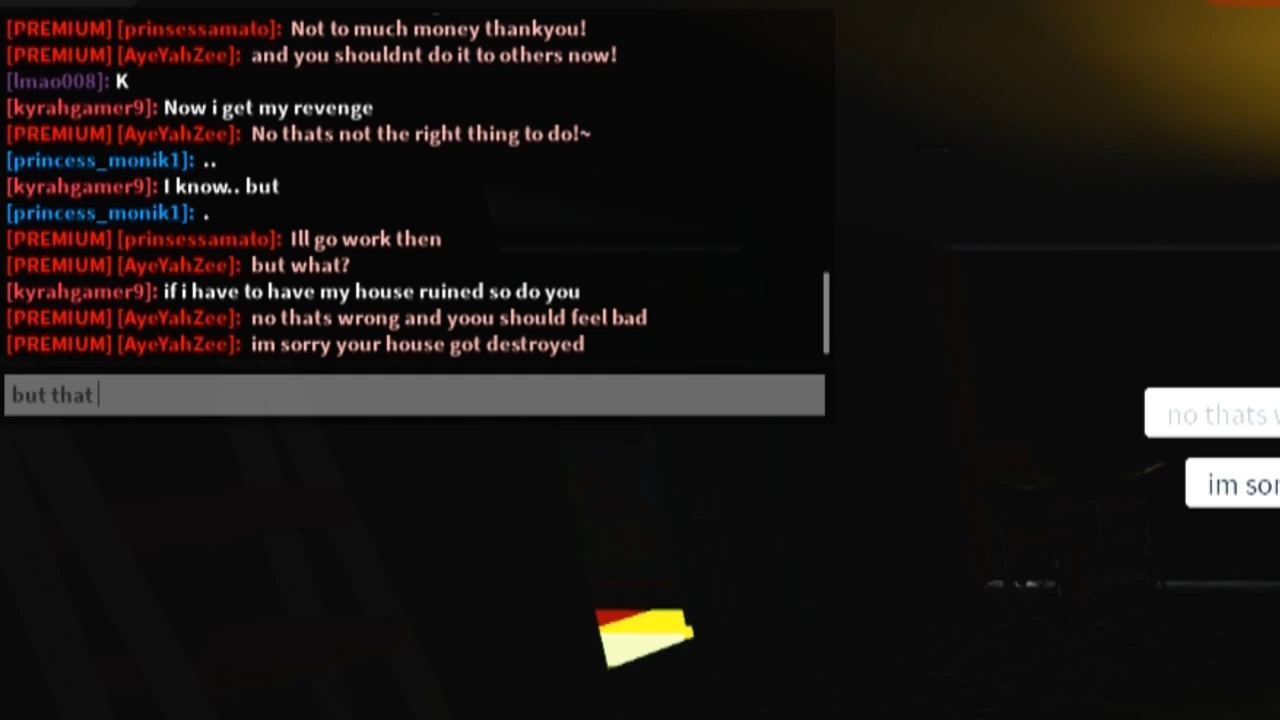 [PREMIUM] [prinsessamato]: Not to much money thankyou!
[PREMIUM] [AyeYahZee]: and you shouldnt do it to others now!
[lmao008]: K
[kyrahgamer9]: Now i get my revenge
[PREMIUM] [AyeYahZee]: No thats not the right thing to do!~
[princess_monik1]: ..
[kyrahgamer9]: I know.. but
[princess_monik1]: .
[PREMIUM] [prinsessamato]: Ill go work then
[PREMIUM] [AyeYahZee]: but what?
[kyrahgamer9]: if i have to have my house ruined so do you
[PREMIUM] [AyeYahZee]: no thats wrong and yoou should feel bad
[PREMIUM] [AyeYahZee]: im sorry your house got destroyed
but that
no thats
im sor